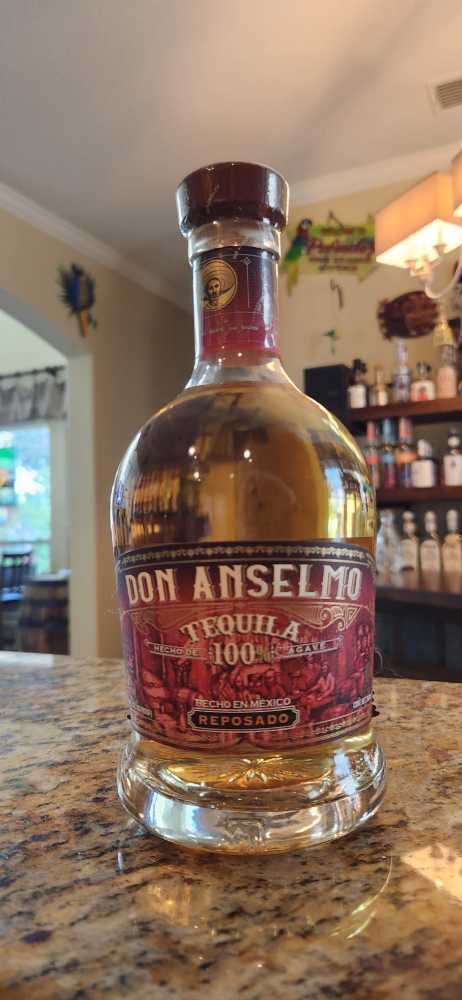 DON ANSELMO
TEQUILA
HECHO DE 100% AGAVE
HECHO EN MEXICO
REPOSADO